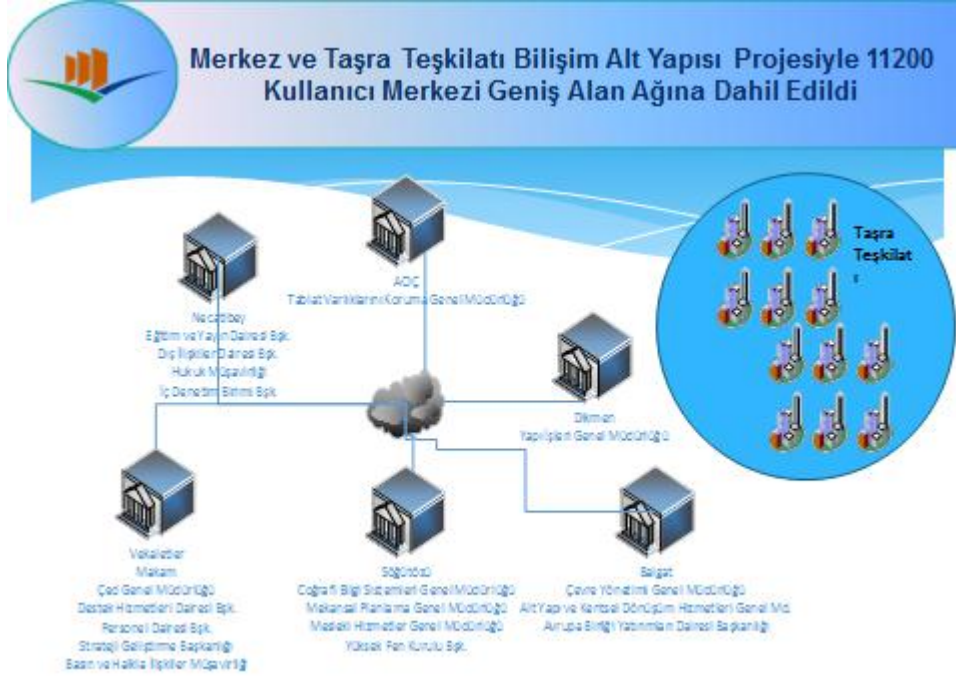 Merkez ve Taşra Teşkilatı Bilişim Alt Yapısı Projesiyle 11200
Kullanıcı Merkezi Geniş Alan Ağına Dahil Edildi
Taşra
Teşkilat
ı
AOÇ
Tabiat Varlıklarını Koruma Genel Müdürlüğü
Necatibey
Eğitim ve Yayın Dairesi Bşk.
Dış İlişkiler Dairesi Bşk.
Hukuk Müşavirliği
İç Denetim Birimi Bşk.
Dikmen
Yapı İşleri Genel Müdürlüğü
Vekaletler
Makam
Çed Genel Müdürlüğü
Destek Hizmetleri Dairesi Bşk.
Personel Dairesi Bşk.
Strateji Geliştirme Başkanlığı
Basın ve Halkla İlişkiler Müşavirliği
Söğütözü
Coğrafi Bilgi Sistemleri Genel Müdürlüğü
Mekansal Planlama Genel Müdürlüğü
Mesleki Hizmetler Genel Müdürlüğü
Yüksek Fen Kurulu Bşk.
Balgat
Çevre Yönetimi Genel Müdürlüğü
Alt Yapı ve Kentsel Dönüşüm Hizmetleri Genel Md.
Avrupa Birliği Yatırımları Dairesi Başkanlığı